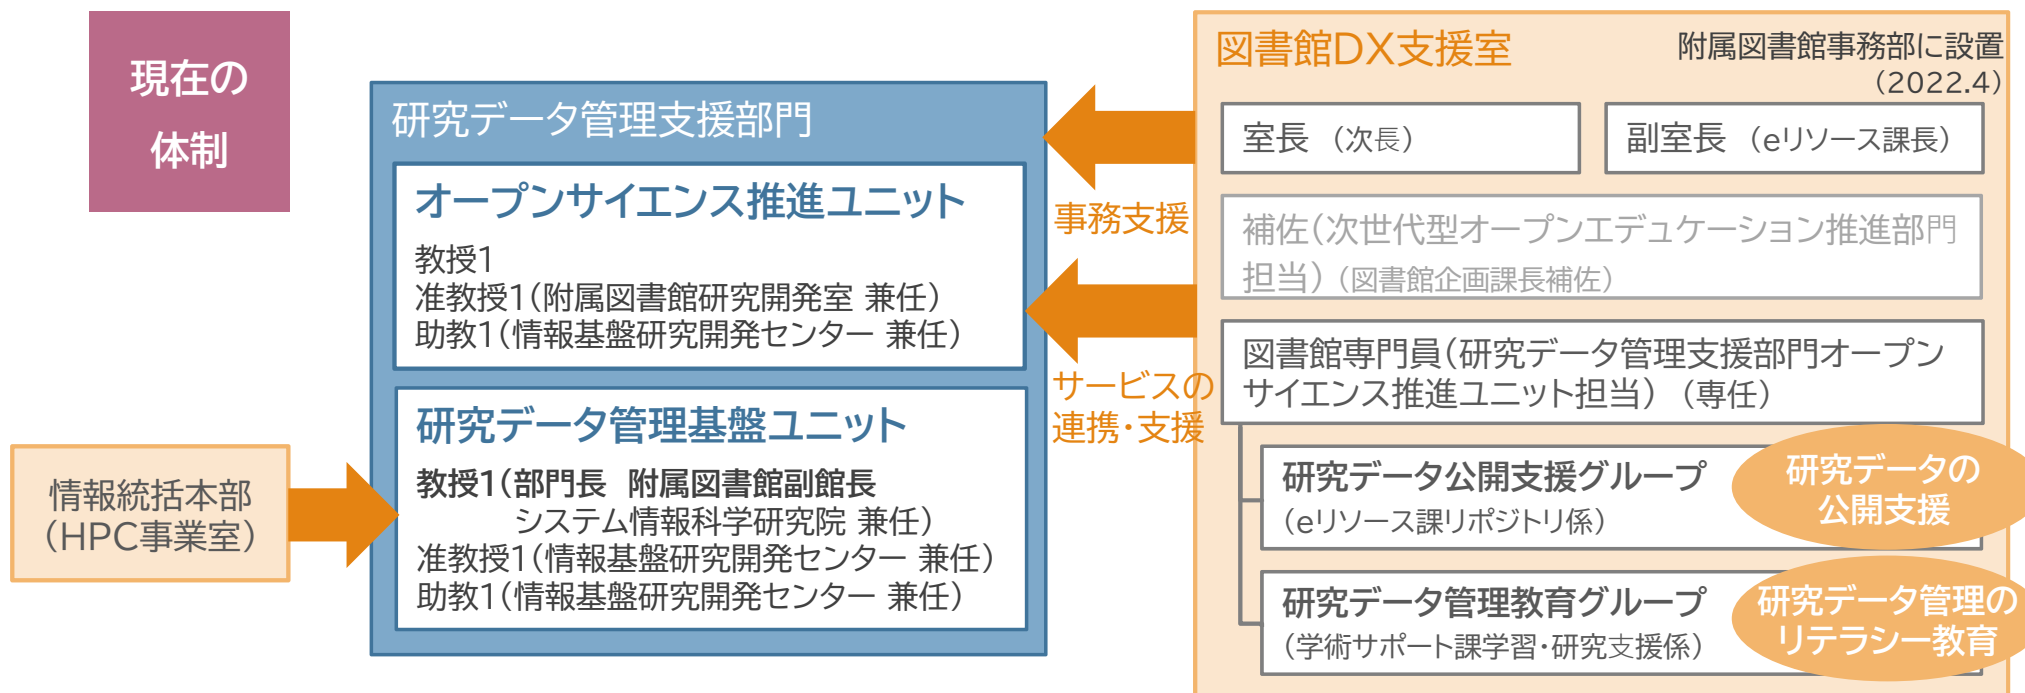 現在の
体制
研究データ管理支援部門
オープンサイエンス推進ユニット
教授1
准教授1(附属図書館研究開発室 兼任)
助教1(情報基盤研究開発センター 兼任)
研究データ管理基盤ユニット
教授1(部門長 附属図書館副館長
システム情報科学研究院 兼任)
准教授1(情報基盤研究開発センター 兼任)
助教1(情報基盤研究開発センター 兼任)
情報統括本部
(HPC事業室)
事務支援
サービスの
連携・支援
図書館DX支援室
附属図書館事務部に設置
(2022.4)
室長 (次長)
副室長 (eリソース課長)
補佐(次世代型オープンエデュケーション推進部門
担当) (図書館企画課長補佐)
図書館専門員(研究データ管理支援部門オープン
サイエンス推進ユニット担当) (専任)
研究データ公開支援グループ
(eリソース課リポジトリ係)
研究データの
公開支援
研究データ管理教育グループ
(学術サポート課学習・研究支援係)
研究データ管理の
リテラシー教育